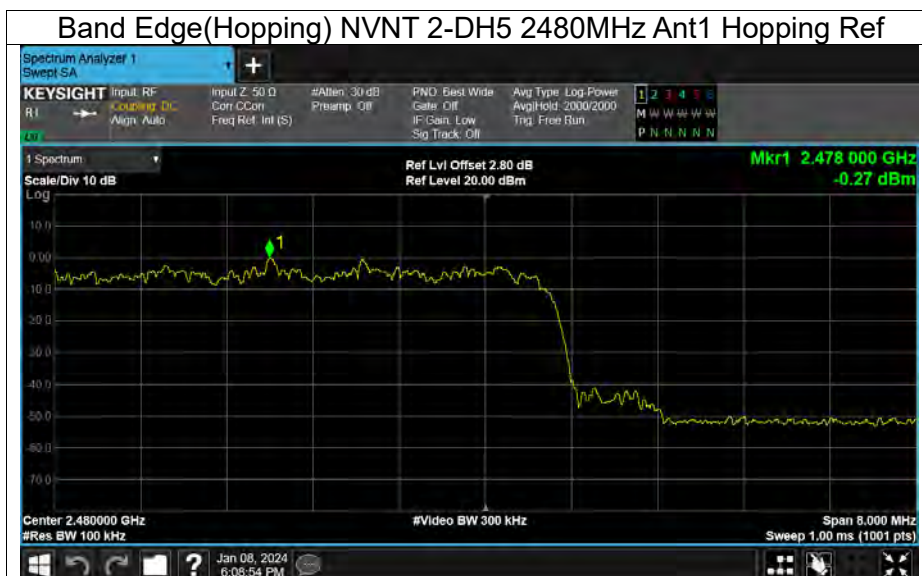 Band Edge(Hopping) NVNT 2-DH5 2480MHz Ant1 Hopping Ref
Spectrum Analyzer 1
Swept SA
+
KEYSIGHT Input: RF Input Z: 50 Ω #Atten: 30 dB PNO: Best Wide Avg Type: Log-Power 1 2 3 4 5 6
Coupling: DC Corr CCorr Preamp: Off Gate: Off Avg|Hold: 2000/2000 M W W W W W
Align: Auto Freq Ref: Int (S) IF Gain: Low Trig: Free Run
Sig Track: Off P N N N N N
1 Spectrum
Ref Lvl Offset 2.80 dB Mkr1 2.478 000 GHz
Scale/Div 10 dB Ref Level 20.00 dBm -0.27 dBm
Log
10.0
1
0.00
-10.0
-20.0
-30.0
-40.0
-50.0
-60.0
-70.0
Center 2.480000 GHz #Video BW 300 kHz Span 8.000 MHz
#Res BW 100 kHz Sweep 1.00 ms (1001 pts)
? Jan 08, 2024
6:08:54 PM